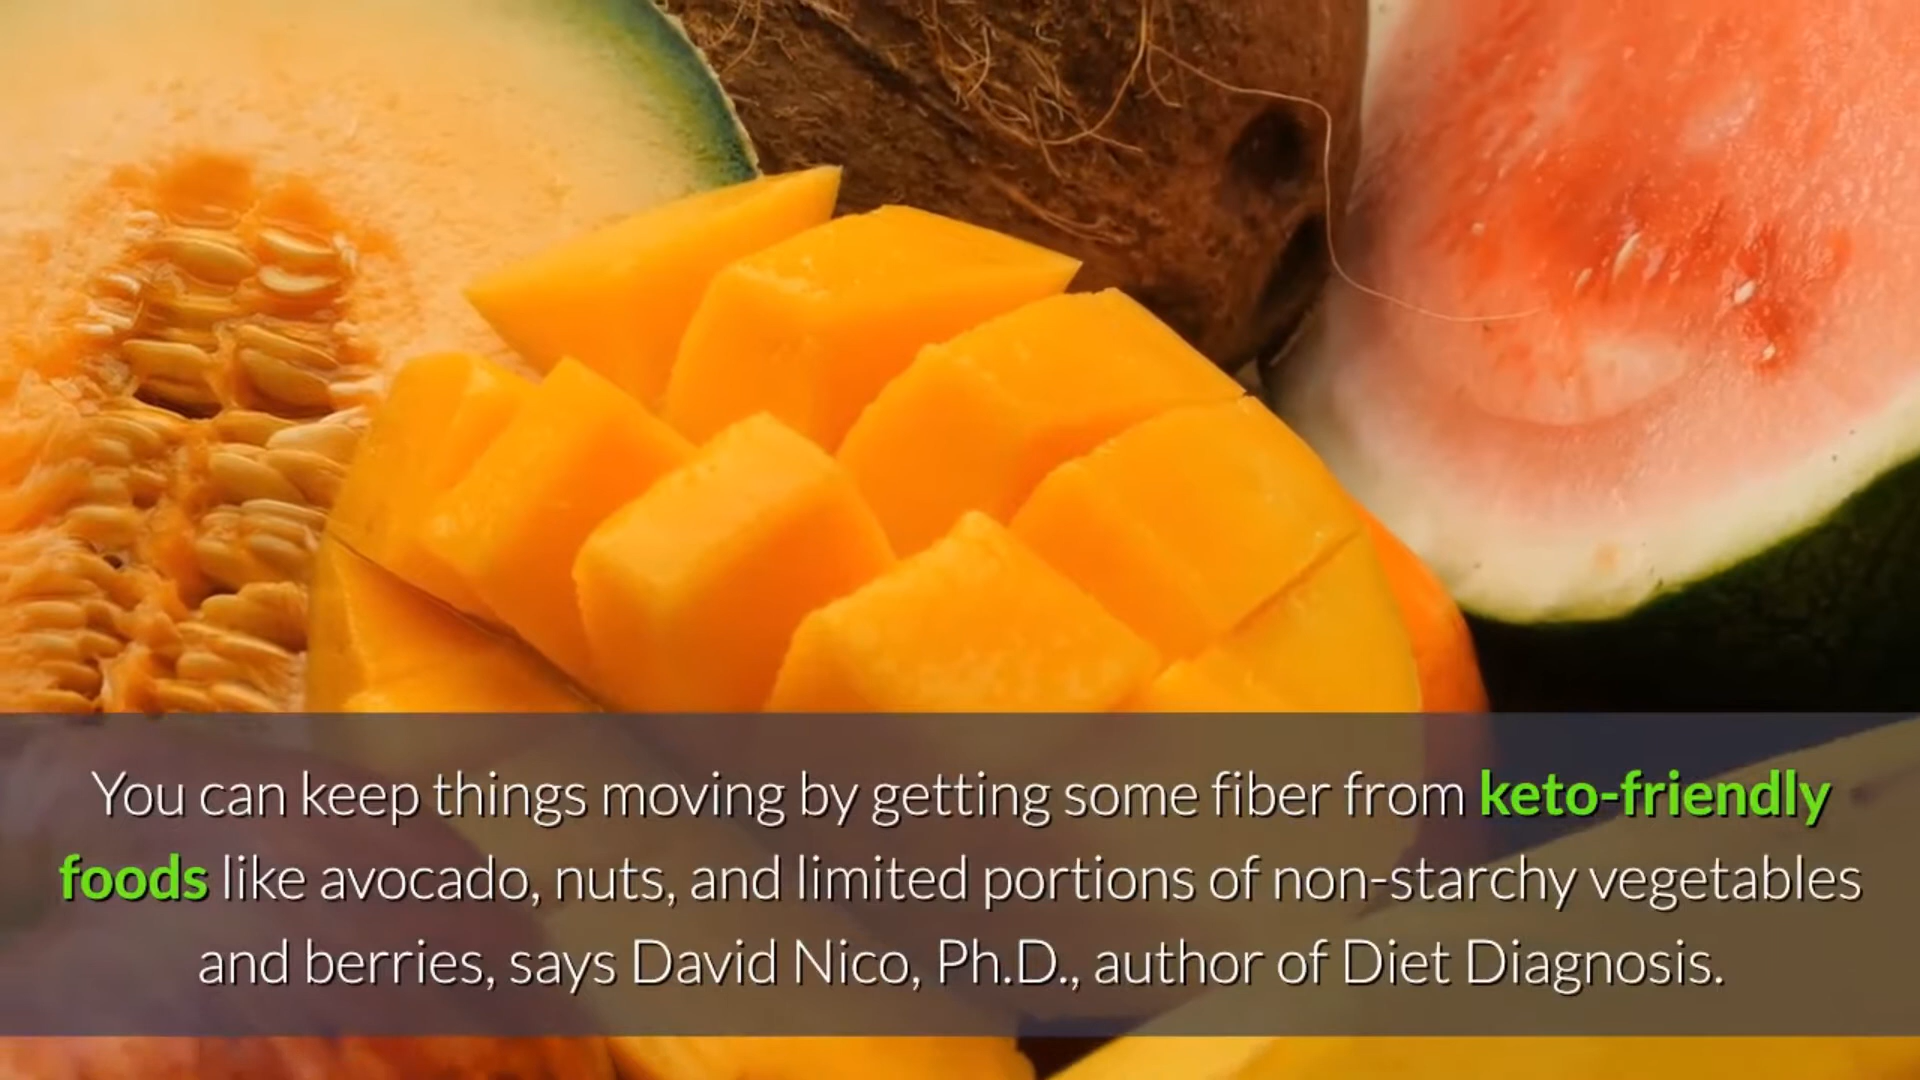 You can keep things moving by getting some fiber from keto-friendly
foods like avocado, nuts, and limited portions of non-starchy vegetables
and berries, says David Nico, Ph.D., author of Diet Diagnosis.